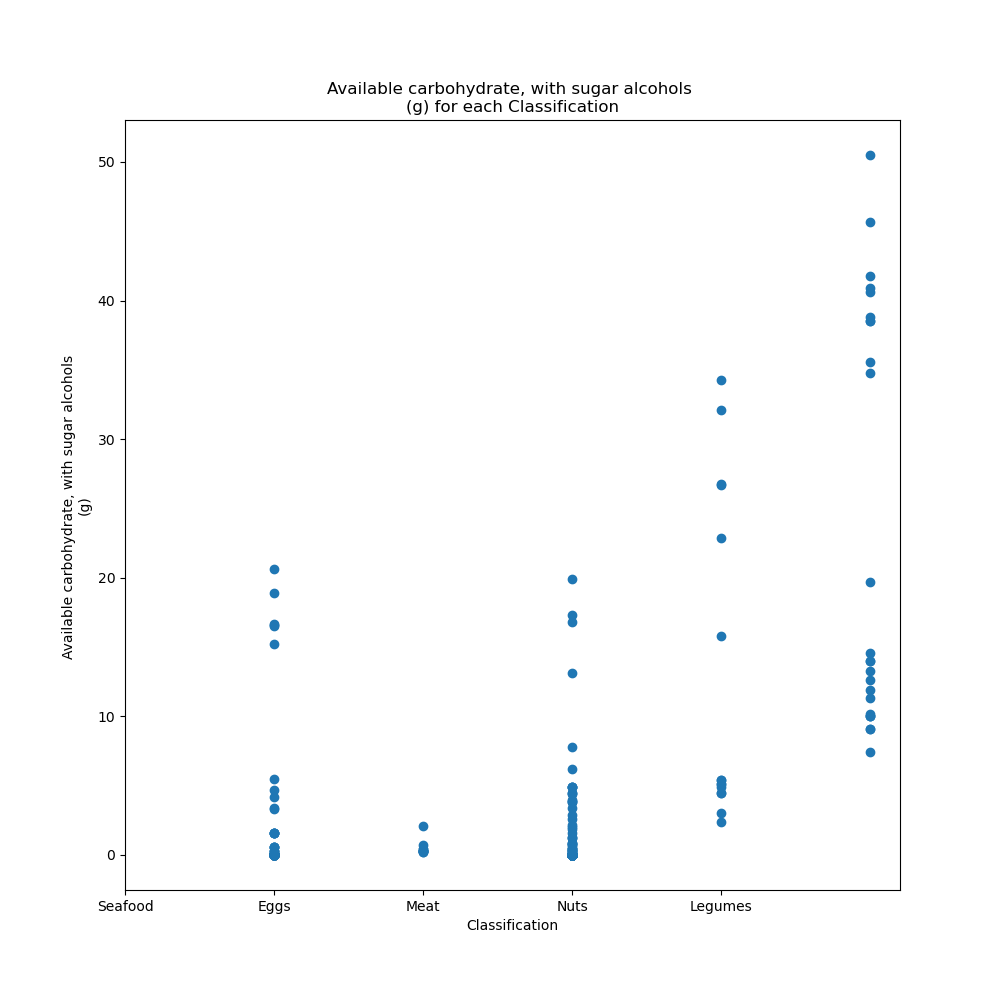 Available carbohydrate, with sugar alcohols
(g) for each Classification
Available carbohydrate, with sugar alcohols
(g)
50
40
30
20
10
0
Seafood Eggs Meat Nuts Legumes
Classification